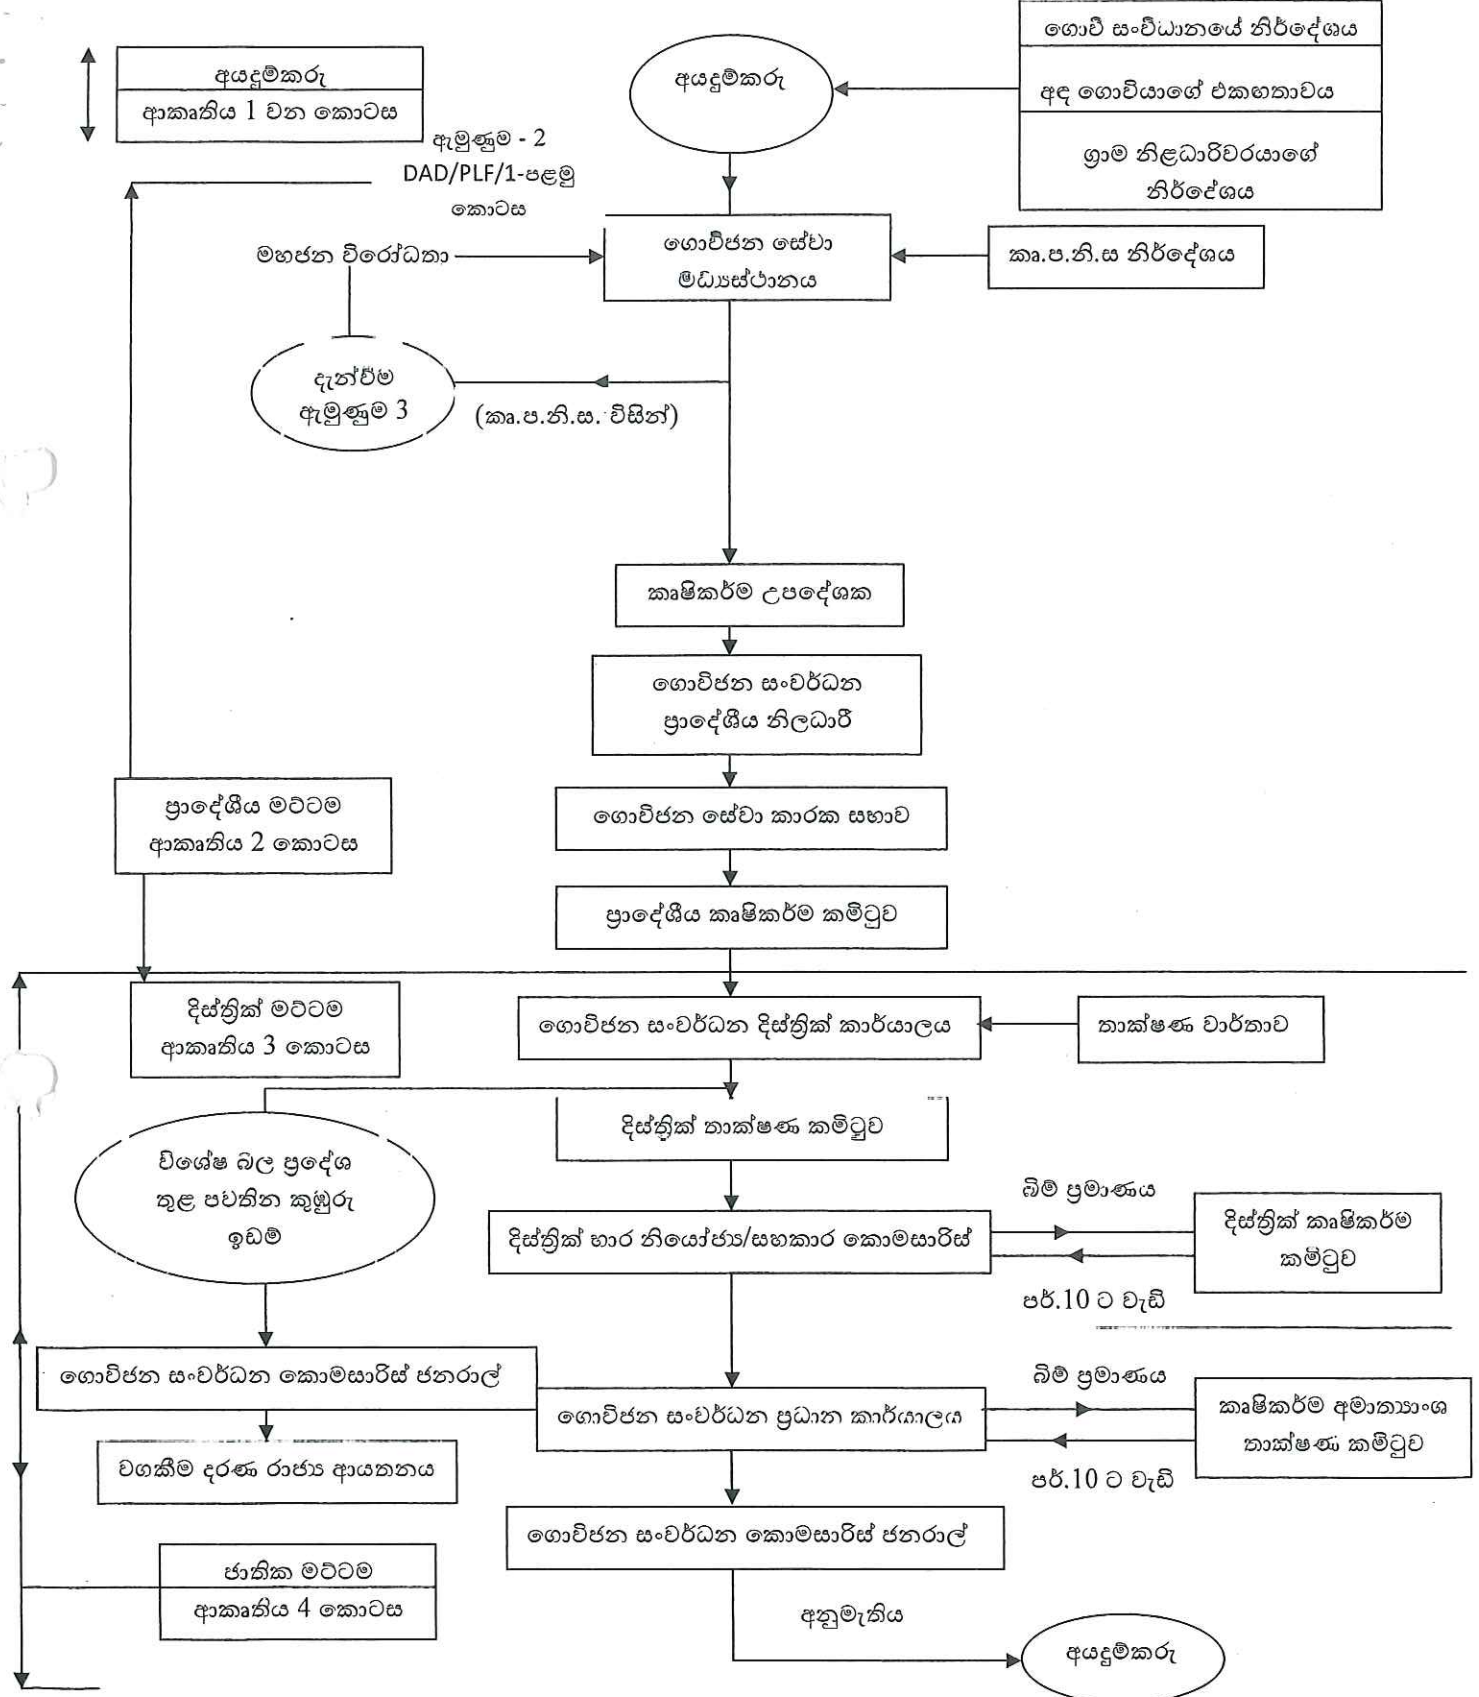 ගොවී සංවිධානයේ නිර්දේශය
අයදුම්කරු
අයදුම්කරු
ආකෘතිය 1 වන කොටස
අඳ ගොවියාගේ එකඟතාවය
ඇමුණුම - 2
DAD/PLF/1-පළමු
කොටස
ග්‍රාම නිළධාරිවරයාගේ
නිර්දේශය
මහජන විරෝධතා
ගොවිජන සේවා
මධ්‍යස්ථානය
කෘ.ප.නි.ස නිර්දේශය
දැන්වීම
ඇමුණුම 3
(කෘ.ප.නි.ස. විසින්)
කෘෂිකර්ම උපදේශක
ගොවිජන සංවර්ධන
ප්‍රාදේශීය නිලධාරී
ප්‍රාදේශීය මට්ටම
ආකෘතිය 2 කොටස
ගොවිජන සේවා කාරක සභාව
ප්‍රාදේශීය කෘෂිකර්ම කමිටුව
දිස්ත්‍රික් මට්ටම
ආකෘතිය 3 කොටස
ගොවිජන සංවර්ධන දිස්ත්‍රික් කාර්යාලය
තාක්ෂණ වාර්තාව
දිස්ත්‍රික් තාක්ෂණ කමිටුව
විශේෂ බල ප්‍රදේශ
තුළ පවතින කුඹුරු
ඉඩම්
බිම් ප්‍රමාණය
දිස්ත්‍රික් භාර නියෝජ්‍ය/සහකාර කොමසාරිස්
දිස්ත්‍රික් කෘෂිකර්ම
කමිටුව
පර්.10 ට වැඩි
ගොවිජන සංවර්ධන කොමසාරිස් ජනරාල්
බිම් ප්‍රමාණය
ගොවිජන සංවර්ධන ප්‍රධාන කාර්යාලය
කෘෂිකර්ම අමාත්‍යාංශ
තාක්ෂණ කමිටුව
වගකීම දරණ රාජ්‍ය ආයතනය
පර්.10 ට වැඩි
ගොවිජන සංවර්ධන කොමසාරිස් ජනරාල්
ජාතික මට්ටම
ආකෘතිය 4 කොටස
අනුමැතිය
අයදුම්කරු